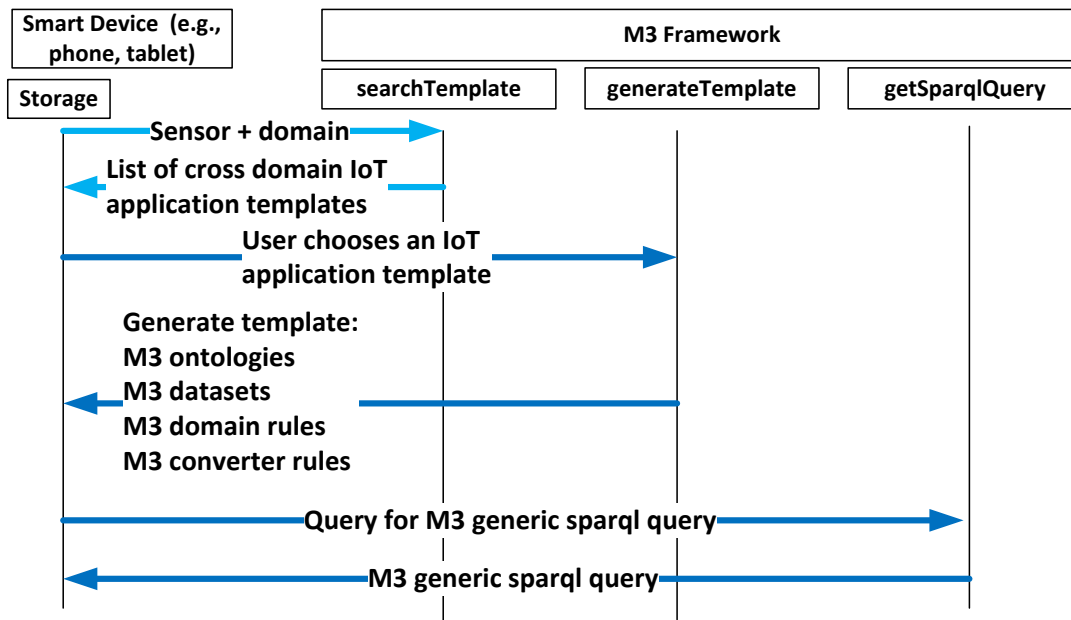 Smart Device  (e.g.,
phone, tablet)
M3 Framework
Storage
searchTemplate
generateTemplate
getSparqlQuery
Sensor + domain
List of cross domain IoT
application templates
User chooses an IoT
application template
Generate template:
M3 ontologies
M3 datasets
M3 domain rules
M3 converter rules
Query for M3 generic sparql query
M3 generic sparql query